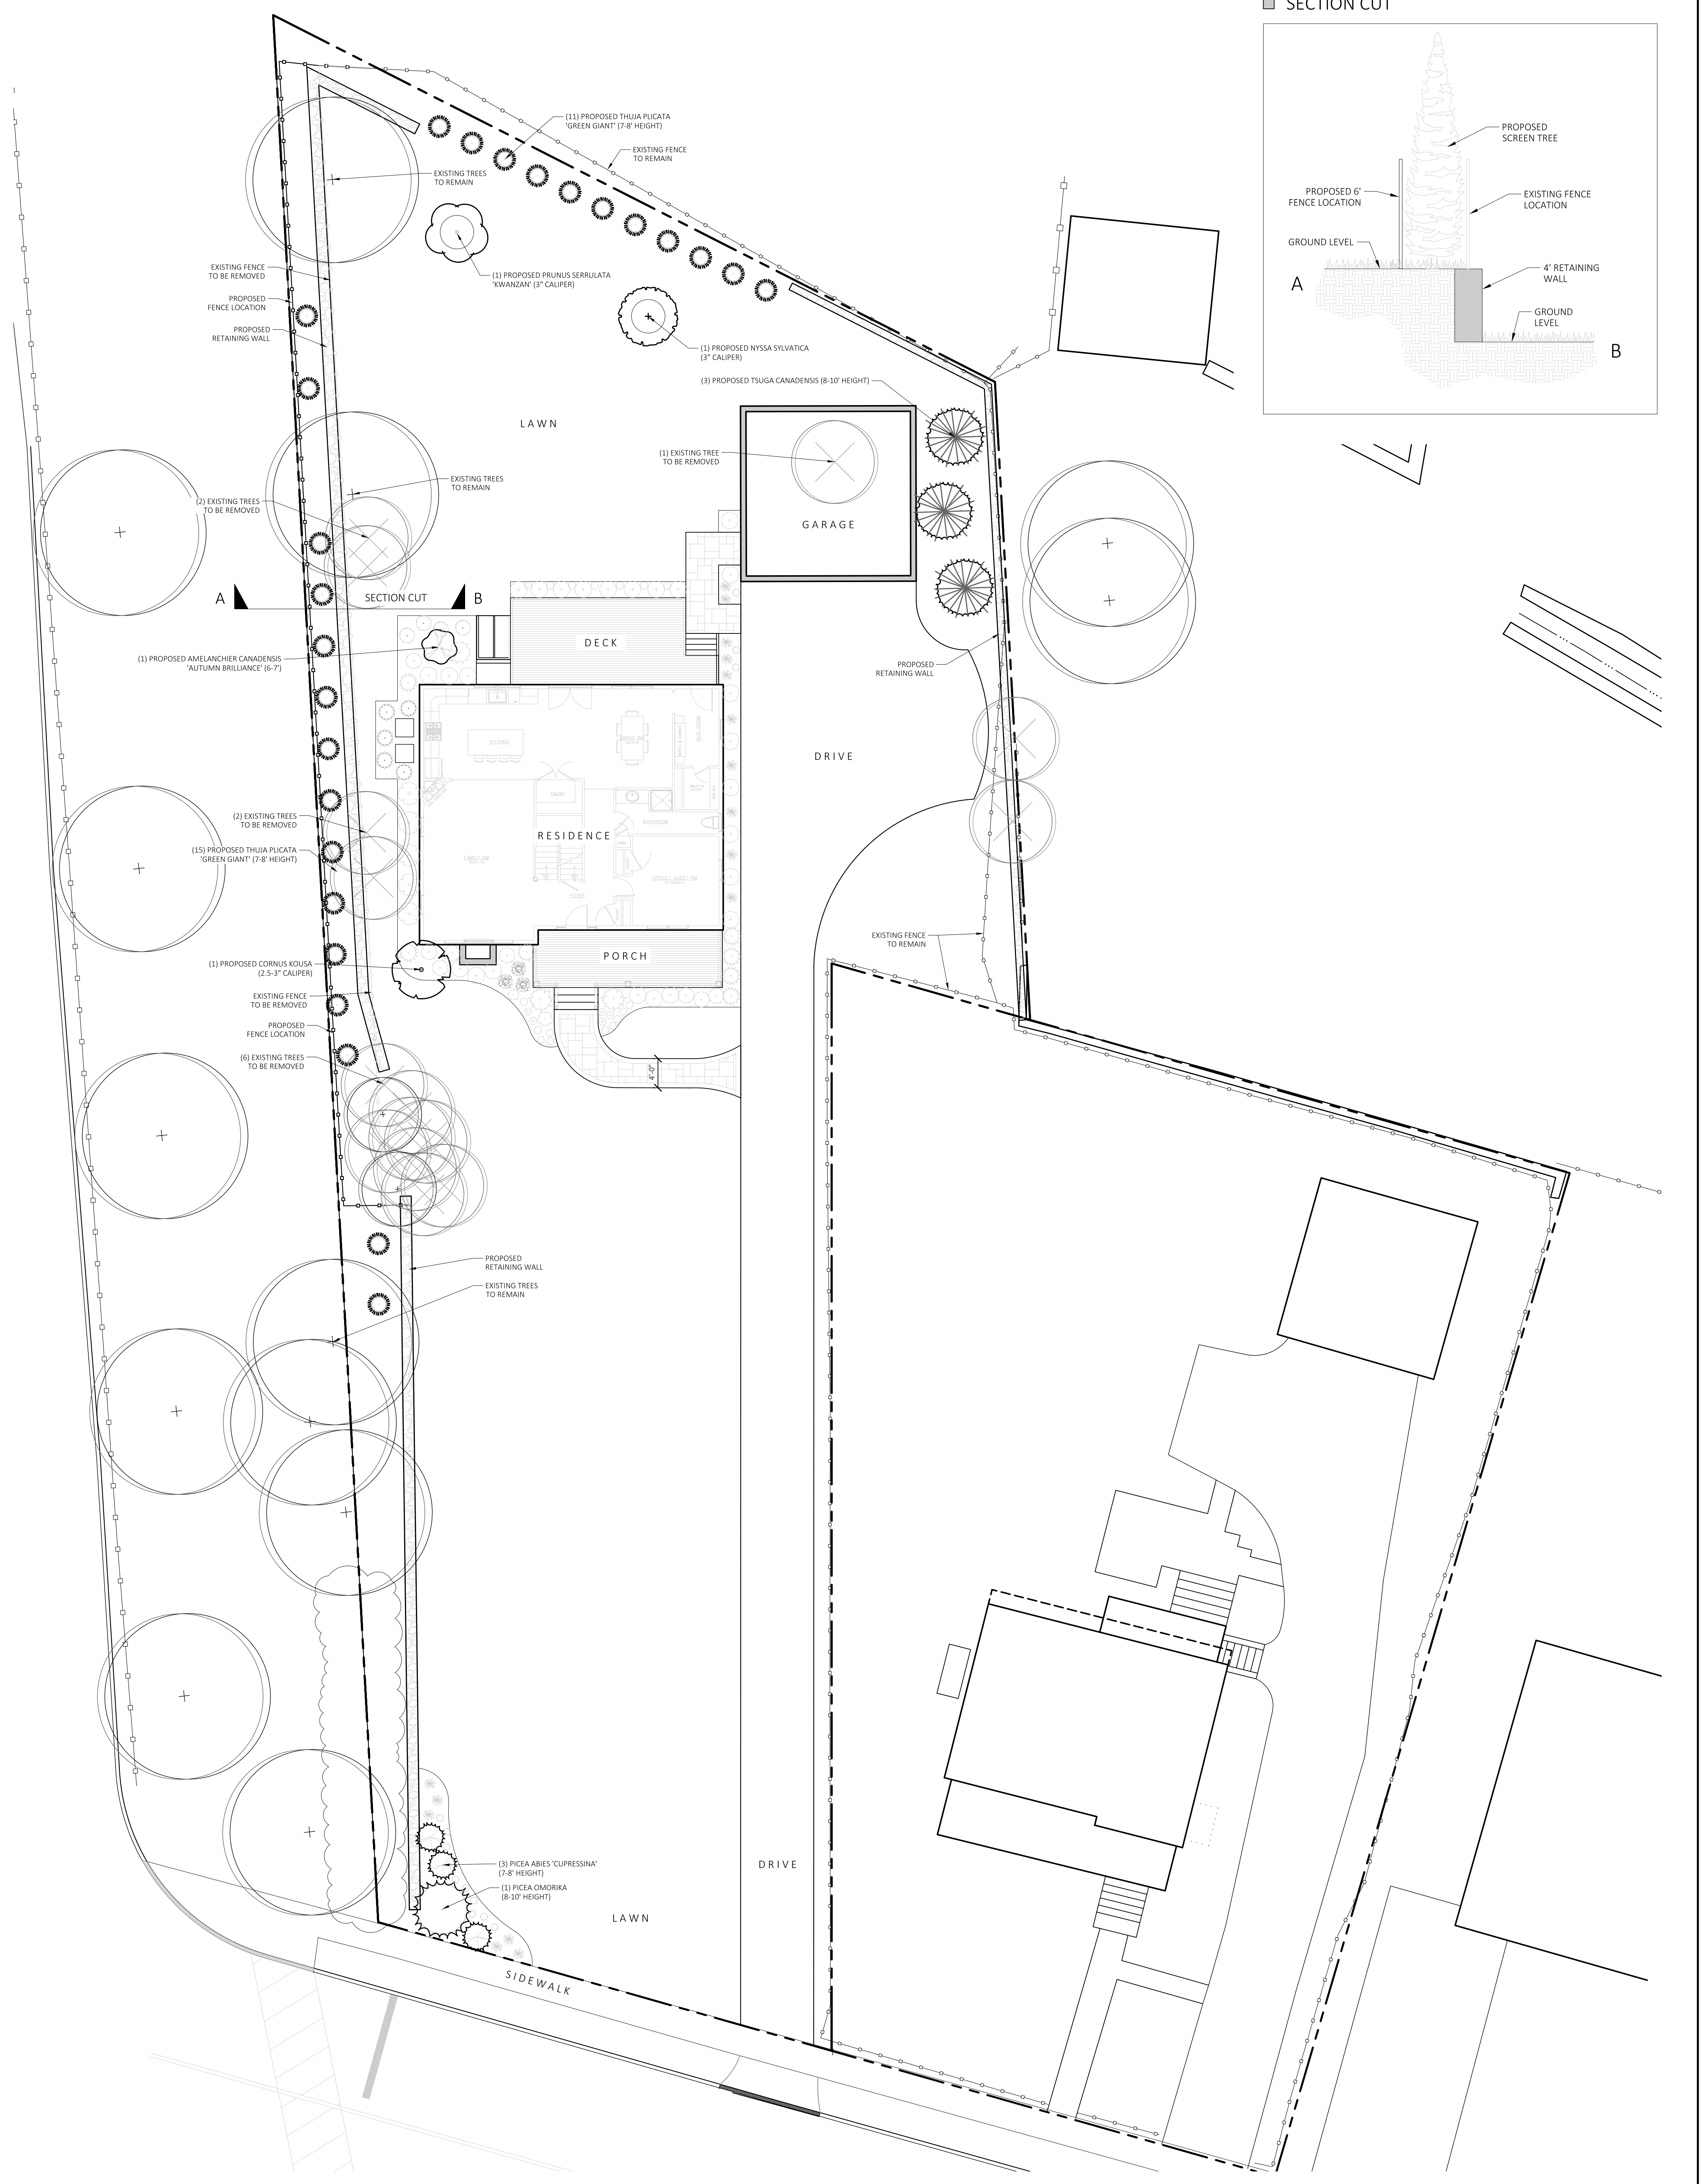 SECTION CUT
PROPOSED
SCREEN TREE
PROPOSED 6'
FENCE LOCATION
EXISTING FENCE
LOCATION
GROUND LEVEL
4' RETAINING
WALL
A
GROUND
LEVEL
B
(11) PROPOSED THUJA PLICATA
'GREEN GIANT' (7-8' HEIGHT)
EXISTING FENCE
TO REMAIN
EXISTING TREES
TO REMAIN
(1) PROPOSED PRUNUS SERRULATA
'KWANZAN' (3" CALIPER)
EXISTING FENCE
TO BE REMOVED
PROPOSED
FENCE LOCATION
PROPOSED
RETAINING WALL
(1) PROPOSED NYSSA SYLVATICA
(3" CALIPER)
(3) PROPOSED TSUGA CANADENSIS (8-10' HEIGHT)
LAWN
(1) EXISTING TREE
TO BE REMOVED
EXISTING TREES
TO REMAIN
(2) EXISTING TREES
TO BE REMOVED
GARAGE
A
SECTION CUT
B
DECK
(1) PROPOSED AMELANCHIER CANADENSIS
'AUTUMN BRILLIANCE' (6-7')
PROPOSED
RETAINING WALL
KITCHEN
DRIVE
(2) EXISTING TREES
TO BE REMOVED
RESIDENCE
(15) PROPOSED THUJA PLICATA
'GREEN GIANT' (7-8' HEIGHT)
FAMILY RM
OFFICE / GUEST RM
FOYER
EXISTING FENCE
TO REMAIN
PORCH
(1) PROPOSED CORNUS KOUSA
(2.5-3" CALIPER)
EXISTING FENCE
TO BE REMOVED
PROPOSED
FENCE LOCATION
(6) EXISTING TREES
TO BE REMOVED
4'-0"
PROPOSED
RETAINING WALL
EXISTING TREES
TO REMAIN
(3) PICEA ABIES 'CUPRESSINA'
(7-8' HEIGHT)
(1) PICEA OMORIKA
(8-10' HEIGHT)
DRIVE
LAWN
SIDEWALK